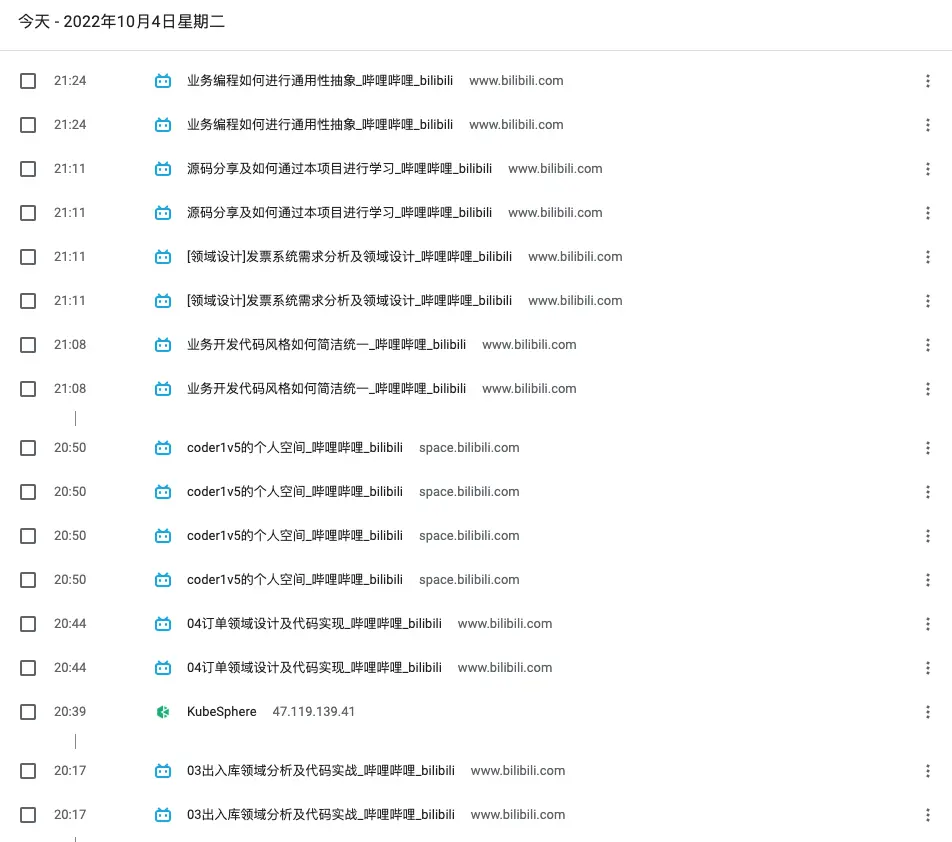 今天 - 2022年10月4日星期二
21:24 业务编程如何进行通用性抽象_哔哩哔哩_bilibili www.bilibili.com
21:24 业务编程如何进行通用性抽象_哔哩哔哩_bilibili www.bilibili.com
21:11 源码分享及如何通过本项目进行学习_哔哩哔哩_bilibili www.bilibili.com
21:11 源码分享及如何通过本项目进行学习_哔哩哔哩_bilibili www.bilibili.com
21:11 [领域设计]发票系统需求分析及领域设计_哔哩哔哩_bilibili www.bilibili.com
21:11 [领域设计]发票系统需求分析及领域设计_哔哩哔哩_bilibili www.bilibili.com
21:08 业务开发代码风格如何简洁统一_哔哩哔哩_bilibili www.bilibili.com
21:08 业务开发代码风格如何简洁统一_哔哩哔哩_bilibili www.bilibili.com
20:50 coder1v5的个人空间_哔哩哔哩_bilibili space.bilibili.com
20:50 coder1v5的个人空间_哔哩哔哩_bilibili space.bilibili.com
20:50 coder1v5的个人空间_哔哩哔哩_bilibili space.bilibili.com
20:50 coder1v5的个人空间_哔哩哔哩_bilibili space.bilibili.com
20:44 04订单领域设计及代码实现_哔哩哔哩_bilibili www.bilibili.com
20:44 04订单领域设计及代码实现_哔哩哔哩_bilibili www.bilibili.com
20:39 KubeSphere 47.119.139.41
20:17 03出入库领域分析及代码实战_哔哩哔哩_bilibili www.bilibili.com
20:17 03出入库领域分析及代码实战_哔哩哔哩_bilibili www.bilibili.com